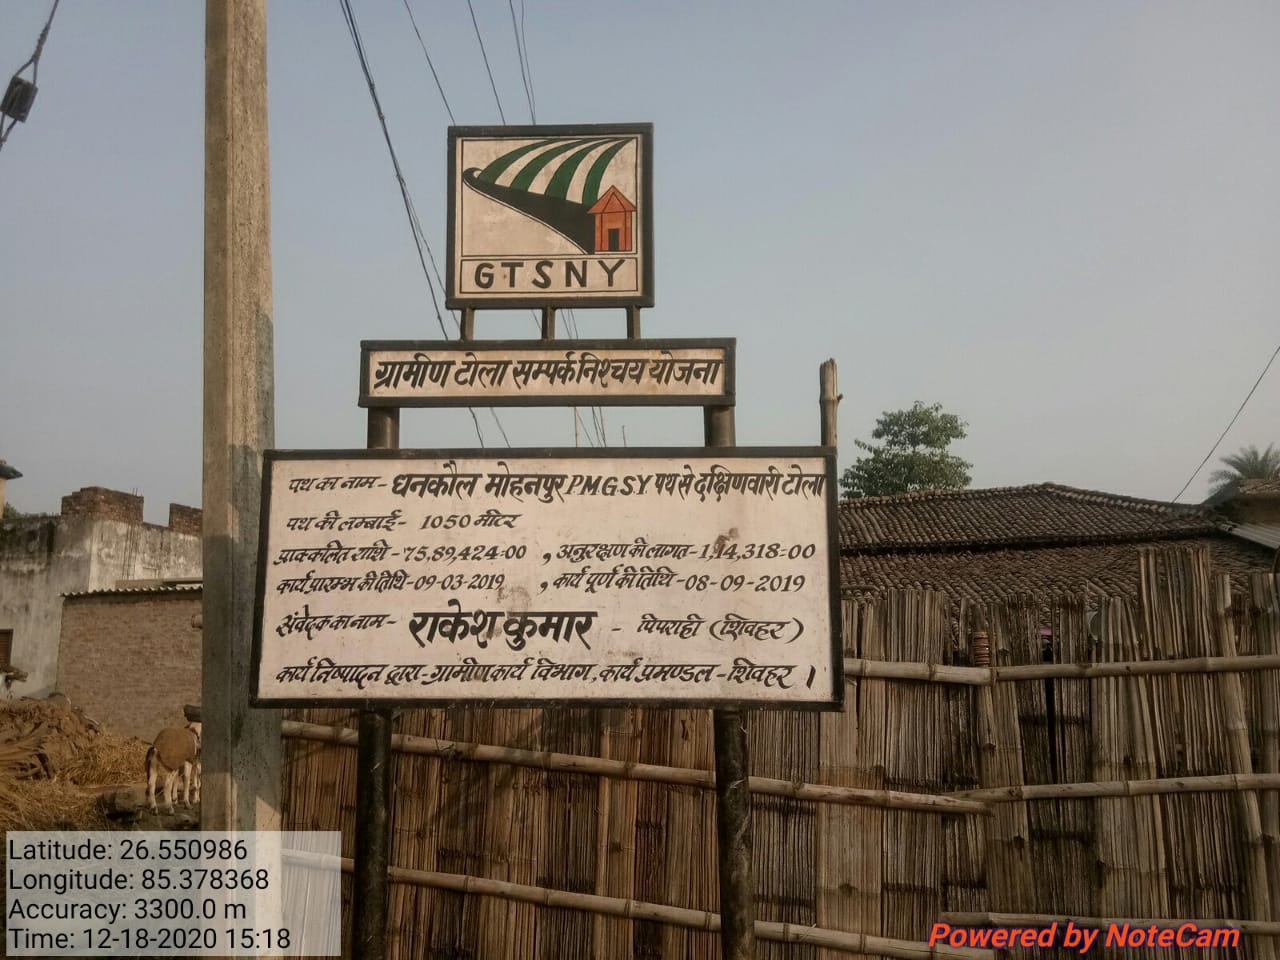 GTSNY
ग्रामीण टोला सम्पर्क निश्चय योजना
पथ का नाम - धनकौल मोहनपुर P.M.G.S.Y. पथ से दक्षिणवारी टोला
पथ की लम्बाई - 1050 मीटर
प्राक्कलित राशि - 75,89,424=00 , अनुरक्षण की लागत - 1,14,318=00
कार्य प्रारम्भ की तिथि - 09-03-2019 , कार्य पूर्ण की तिथि - 08-09-2019
संवेदक का नाम - राकेश कुमार - पिपराही (शिवहर)
कार्य निष्पादन द्वारा - ग्रामीण कार्य विभाग, कार्य प्रमण्डल - शिवहर ।
Latitude: 26.550986
Longitude: 85.378368
Accuracy: 3300.0 m
Time: 12-18-2020 15:18
Powered by NoteCam